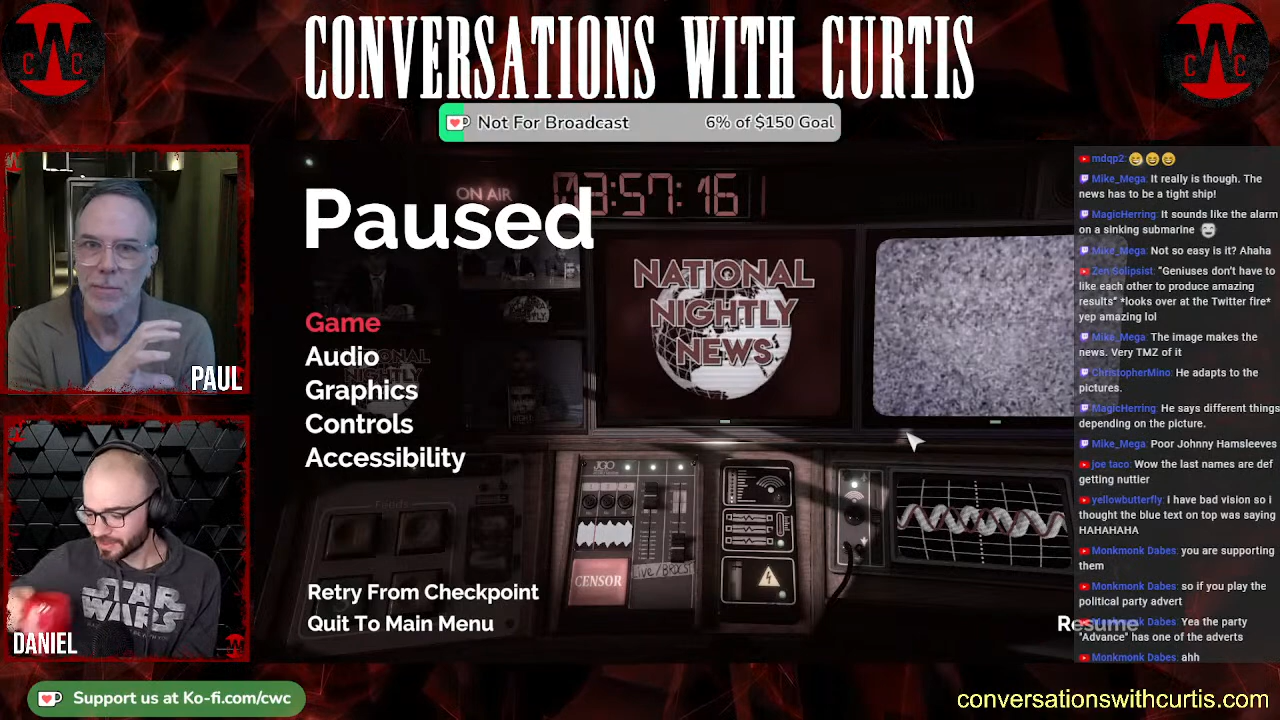 CONVERSATIONS WITH CURTIS
CWC
CWC
Not For Broadcast 6% of $150 Goal
ON AIR 03:57:16
Paused
NATIONAL
NIGHTLY
NEWS
Game
Audio
Graphics
Controls
Accessibility
JGO
CENSOR
Live/BRDXST
Retry From Checkpoint
Quit To Main Menu
Resume
PAUL
STAR
WARS
DANIEL
mdqp2:
Mike_Mega: It really is though. The
news has to be a tight ship!
MagicHerring: It sounds like the alarm
on a sinking submarine
Mike_Mega: Not so easy is it? Ahaha
Zen Solipsist: "Geniuses don't have to
like each other to produce amazing
results" *looks over at the Twitter fire*
yep amazing lol
Mike_Mega: The image makes the
news. Very TMZ of it
ChristopherMino: He adapts to the
pictures.
MagicHerring: He says different things
depending on the picture.
Mike_Mega: Poor Johnny Hamsleeves
joe taco: Wow the last names are def
getting nuttier
yellowbutterfly: I have bad vision so I
thought the blue text on top was saying
HAHAHAHA
Monkmonk Dabes: you are supporting
them
Monkmonk Dabes: so if you play the
political party advert
Monkmonk Dabes: Yea the party
"Advance" has one of the adverts
Monkmonk Dabes: ahh
Support us at Ko-fi.com/cwc
conversationswithcurtis.com